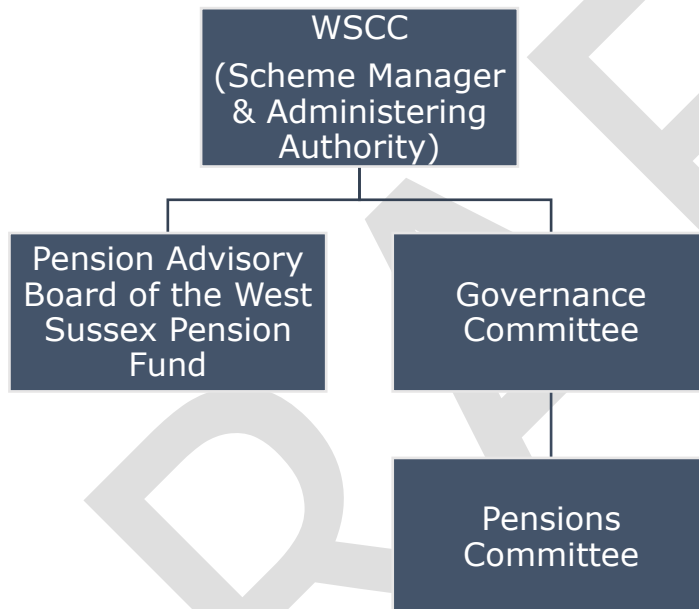 WSCC
(Scheme Manager
& Administering
Authority)
Pension Advisory
Board of the West
Sussex Pension
Fund
Governance
Committee
Pensions
Committee